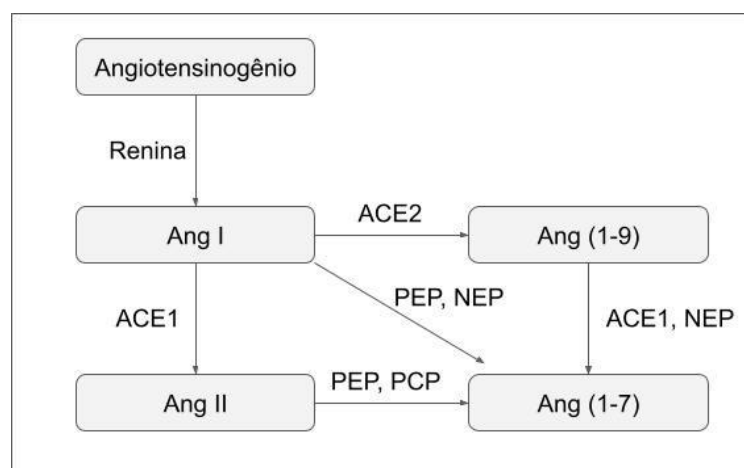 Angiotensinogênio
Renina
Ang I
ACE2
Ang (1-9)
ACE1
PEP, NEP
ACE1, NEP
Ang II
PEP, PCP
Ang (1-7)